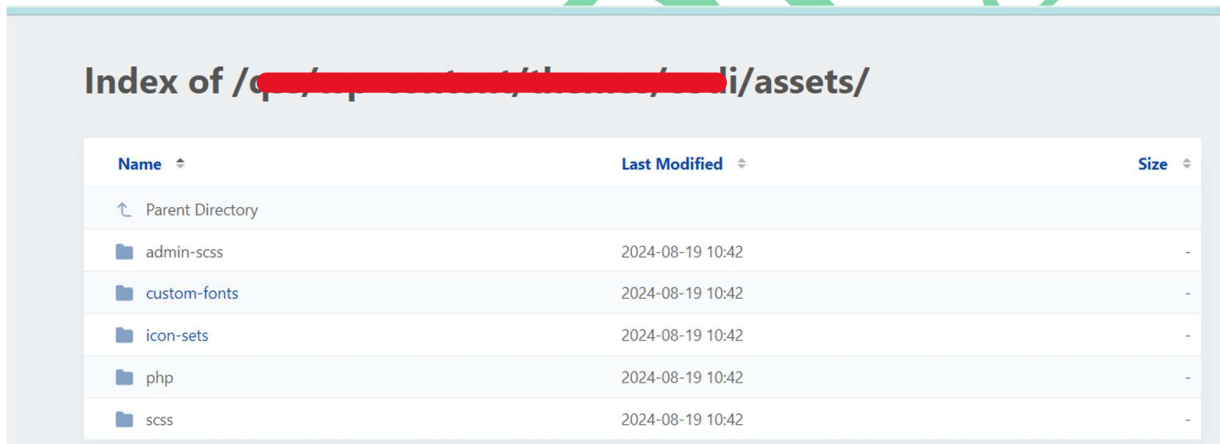 Index of / i/assets/
Name Last Modified Size
Parent Directory
admin-scss 2024-08-19 10:42 -
custom-fonts 2024-08-19 10:42 -
icon-sets 2024-08-19 10:42 -
php 2024-08-19 10:42 -
scss 2024-08-19 10:42 -